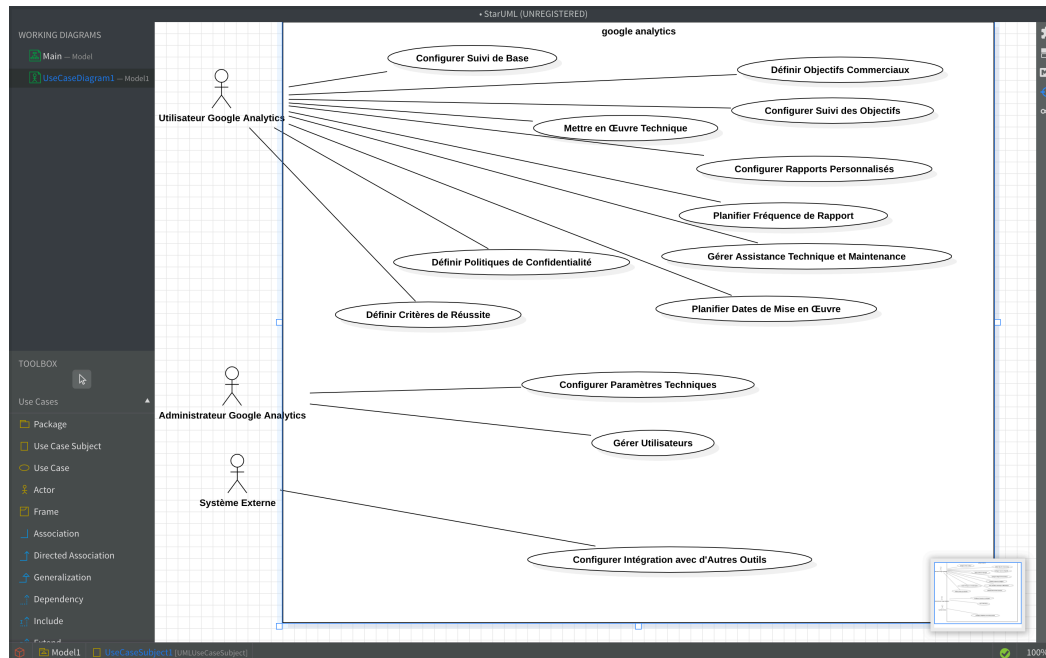 • StarUML (UNREGISTERED)
WORKING DIAGRAMS
Main — Model
UseCaseDiagram1 — Model1
TOOLBOX
Use Cases
Package
Use Case Subject
Use Case
Actor
Frame
Association
Directed Association
Generalization
Dependency
Include
Extend
google analytics
Configurer Suivi de Base
Définir Objectifs Commerciaux
Configurer Suivi des Objectifs
Utilisateur Google Analytics
Mettre en Œuvre Technique
Configurer Rapports Personnalisés
Planifier Fréquence de Rapport
Gérer Assistance Technique et Maintenance
Définir Politiques de Confidentialité
Planifier Dates de Mise en Œuvre
Définir Critères de Réussite
Configurer Paramètres Techniques
Administrateur Google Analytics
Gérer Utilisateurs
Système Externe
Configurer Intégration avec d'Autres Outils
Model1
UseCaseSubject1 [UMLUseCaseSubject]
100%